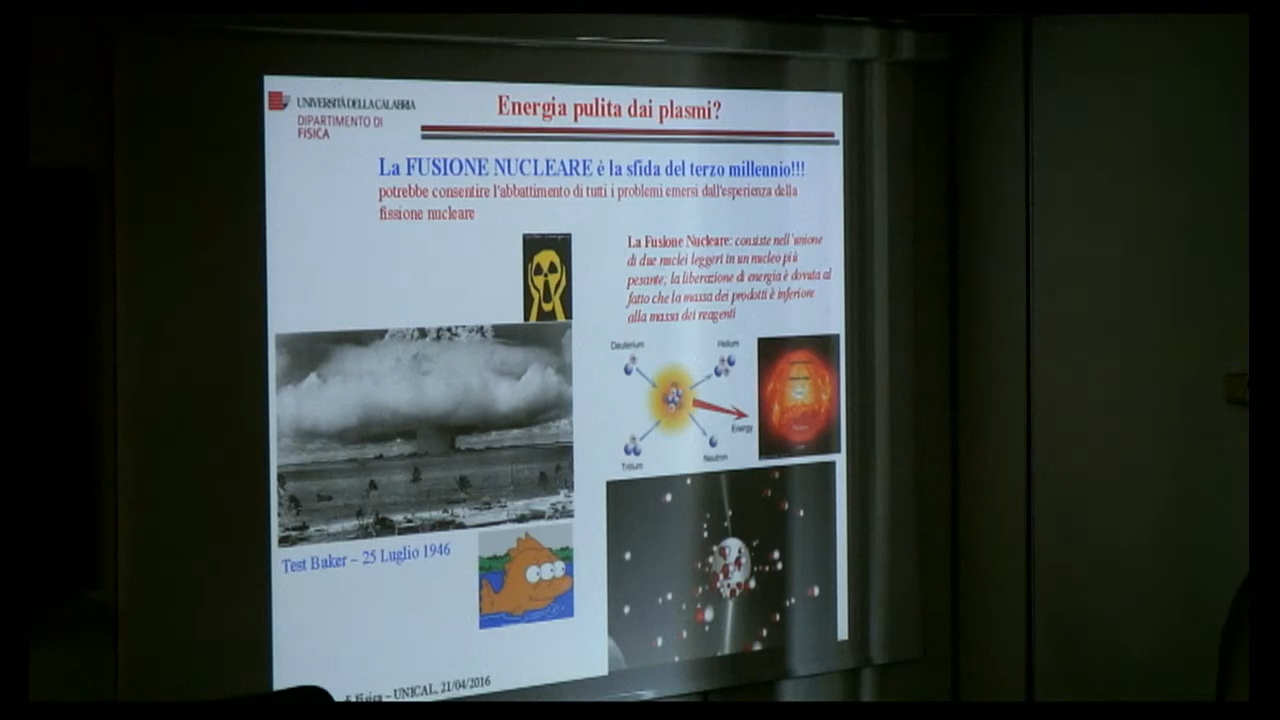 UNIVERSITÀ DELLA CALABRIA
DIPARTIMENTO DI
FISICA
Energia pulita dai plasmi?
La FUSIONE NUCLEARE è la sfida del terzo millennio!!!
potrebbe consentire l'abbattimento di tutti i problemi emersi dall'esperienza della
fissione nucleare
La Fusione Nucleare: consiste nell'unione
di due nuclei leggeri in un nucleo più
pesante; la liberazione di energia è dovuta al
fatto che la massa dei prodotti è inferiore
alla massa dei reagenti
Deuterium
Helium
Energy
Tritium
Neutron
Test Baker – 25 Luglio 1946
Fisica – UNICAL, 21/04/2016